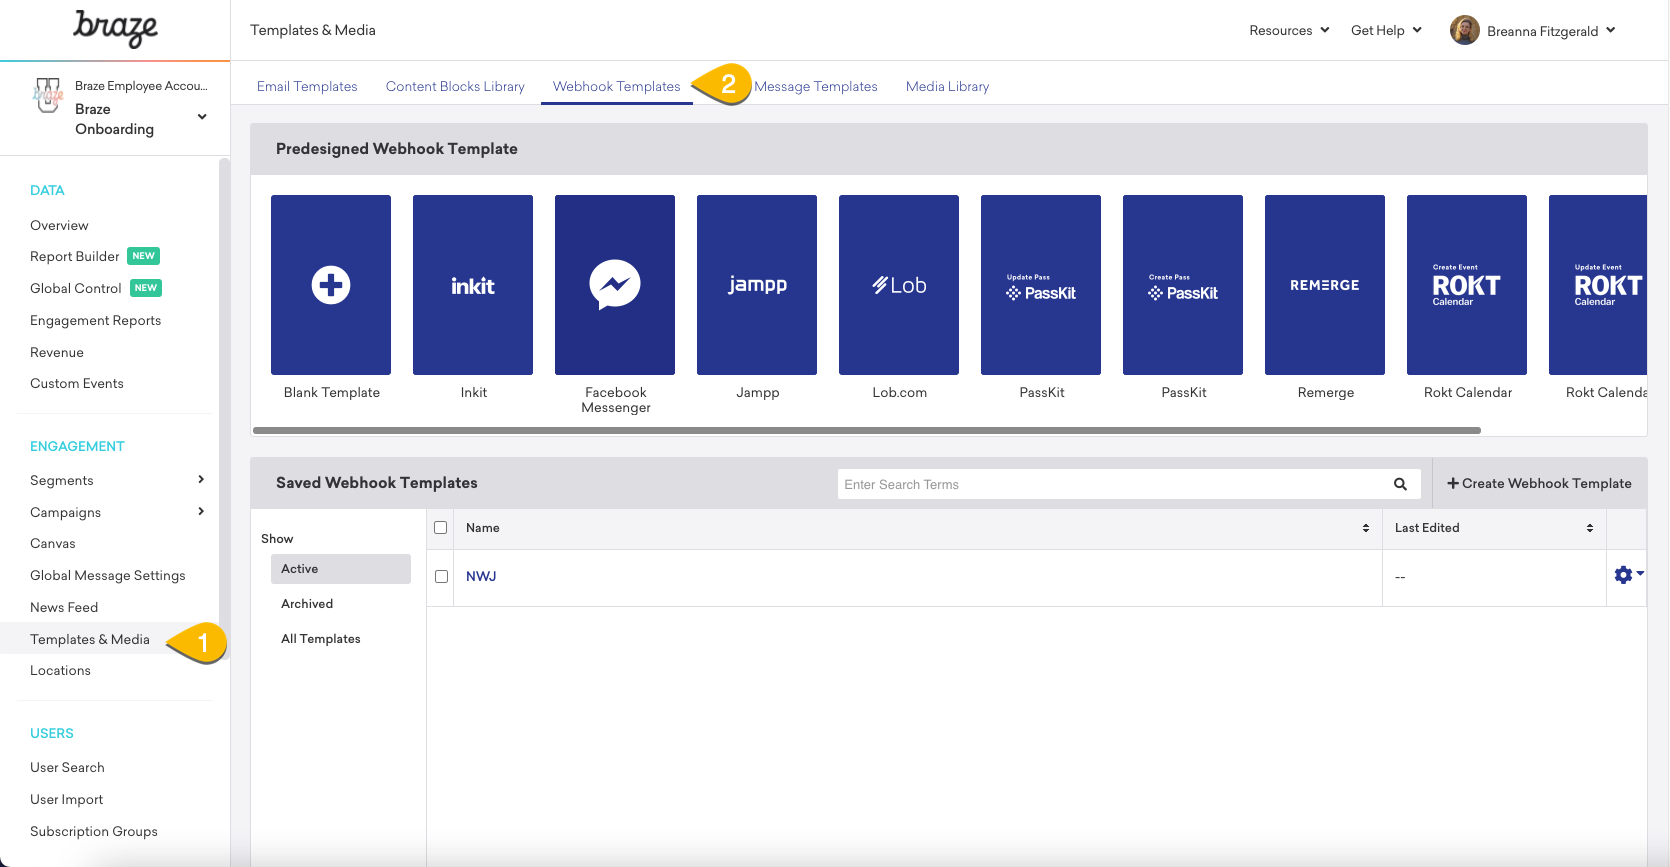 braze
Templates & Media
Resources
Get Help
Breanna Fitzgerald
Braze Employee Accou...
Braze
Onboarding
Email Templates
Content Blocks Library
Webhook Templates
2
Message Templates
Media Library
DATA
Overview
Report Builder NEW
Global Control NEW
Engagement Reports
Revenue
Custom Events
ENGAGEMENT
Segments
Campaigns
Canvas
Global Message Settings
News Feed
Templates & Media 1
Locations
USERS
User Search
User Import
Subscription Groups
Predesigned Webhook Template
inkit
jampp
Lob
Update Pass
PassKit
Create Pass
PassKit
REMERGE
Create Event
ROKT
Calendar
Update Event
ROKT
Calendar
Blank Template
Inkit
Facebook
Messenger
Jampp
Lob.com
PassKit
PassKit
Remerge
Rokt Calendar
Rokt Calenda
Saved Webhook Templates
Enter Search Terms
Create Webhook Template
Show
Active
Archived
All Templates
Name
Last Edited
NWJ
--